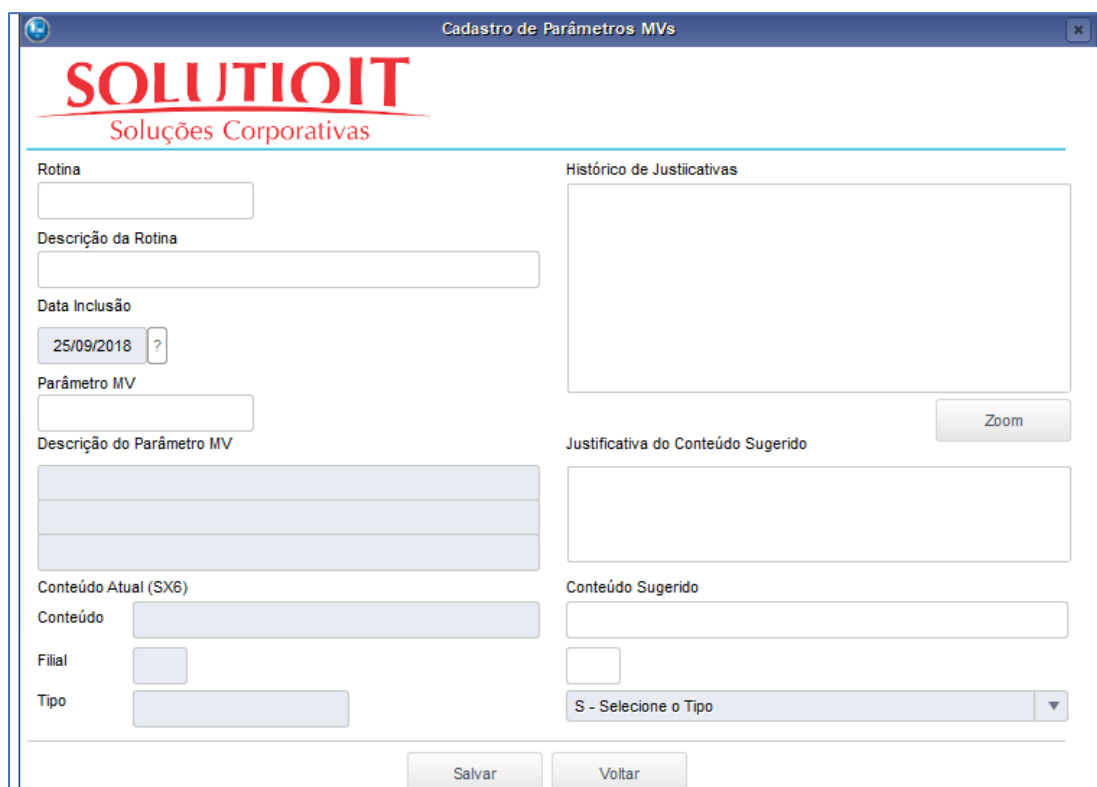 Cadastro de Parâmetros MVs
SOLUTIOIT
Soluções Corporativas
Rotina
Descrição da Rotina
Data Inclusão
25/09/2018 ?
Parâmetro MV
Descrição do Parâmetro MV
Histórico de Justiicativas
Zoom
Justificativa do Conteúdo Sugerido
Conteúdo Atual (SX6)
Conteúdo
Filial
Tipo
Conteúdo Sugerido
S - Selecione o Tipo
Salvar
Voltar